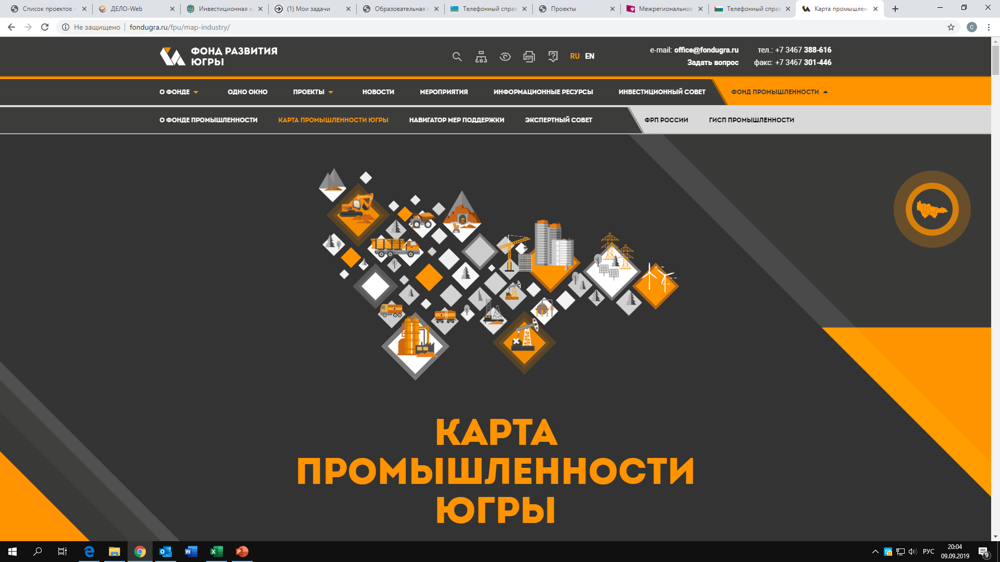 Список проектов -
ДЕЛО-Web
Инвестиционная к
(1) Мои задачи
Образовательная п
Телефонный справ
Проекты
Межрегиональное
Телефонный справ
Карта промышлен
Не защищено
fondugra.ru/fpu/map-industry/
С
ФОНД РАЗВИТИЯ
ЮГРЫ
RU EN
e-mail: office@fondugra.ru
Задать вопрос
тел.: +7 3467 388-616
факс: +7 3467 301-446
О ФОНДЕ
ОДНО ОКНО
ПРОЕКТЫ
НОВОСТИ
МЕРОПРИЯТИЯ
ИНФОРМАЦИОННЫЕ РЕСУРСЫ
ИНВЕСТИЦИОННЫЙ СОВЕТ
ФОНД ПРОМЫШЛЕННОСТИ
О ФОНДЕ ПРОМЫШЛЕННОСТИ
КАРТА ПРОМЫШЛЕННОСТИ ЮГРЫ
НАВИГАТОР МЕР ПОДДЕРЖКИ
ЭКСПЕРТНЫЙ СОВЕТ
ФРП РОССИИ
ГИСП ПРОМЫШЛЕННОСТИ
КАРТА
ПРОМЫШЛЕННОСТИ
ЮГРЫ
РУС
20:04
09.09.2019
9